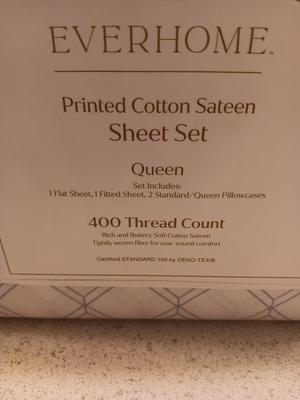 EVERHOME™
Printed Cotton Sateen
Sheet Set
Queen
Set Includes:
1 Flat Sheet, 1 Fitted Sheet, 2 Standard/Queen Pillowcases
400 Thread Count
Rich and Buttery Soft Cotton Sateen
Tightly woven fiber for year-round comfort
Certified STANDARD 100 by OEKO-TEX®